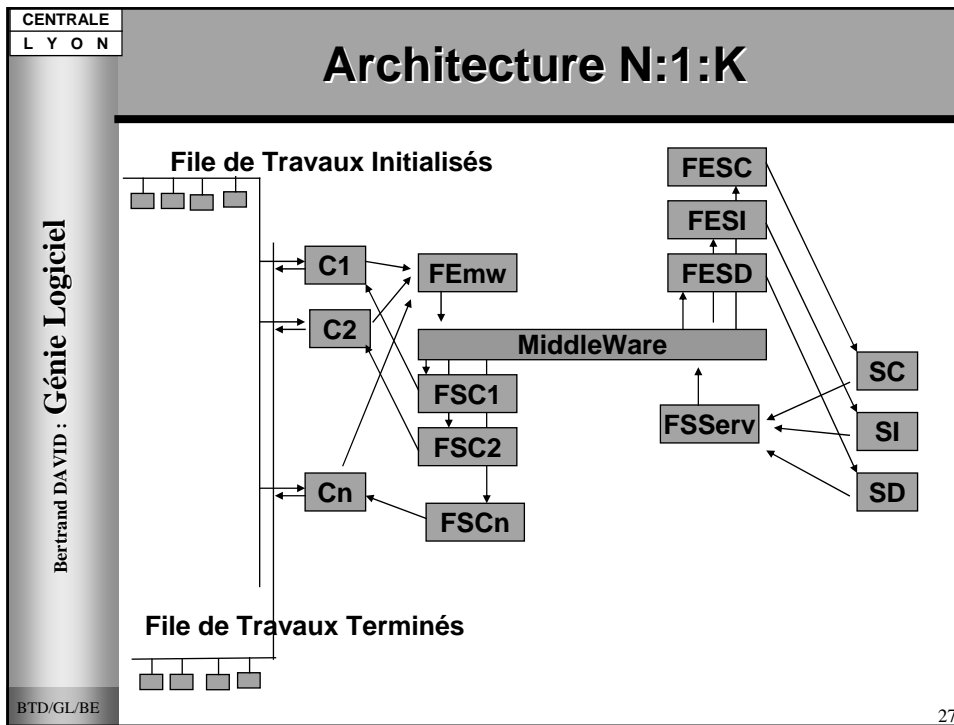 CENTRALE
L Y O N
Architecture N:1:K
Bertrand DAVID : Génie Logiciel
File de Travaux Initialisés
FESC
FESI
FESD
C1
FEmw
C2
MiddleWare
FSC1
SC
FSServ
SI
FSC2
Cn
SD
FSCn
File de Travaux Terminés
BTD/GL/BE
27